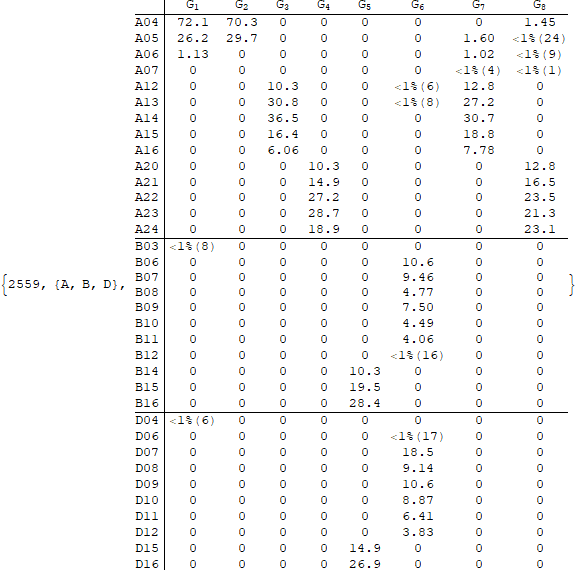 G₁ G₂ G₃ G₄ G₅ G₆ G₇ G₈
A04 72.1 70.3 0 0 0 0 0 1.45
A05 26.2 29.7 0 0 0 0 1.60 <1%(24)
A06 1.13 0 0 0 0 0 1.02 <1%(9)
A07 0 0 0 0 0 0 <1%(4) <1%(1)
A12 0 0 10.3 0 0 <1%(6) 12.8 0
A13 0 0 30.8 0 0 <1%(8) 27.2 0
A14 0 0 36.5 0 0 0 30.7 0
A15 0 0 16.4 0 0 0 18.8 0
A16 0 0 6.06 0 0 0 7.78 0
A20 0 0 0 10.3 0 0 0 12.8
A21 0 0 0 14.9 0 0 0 16.5
A22 0 0 0 27.2 0 0 0 23.5
A23 0 0 0 28.7 0 0 0 21.3
A24 0 0 0 18.9 0 0 0 23.1
B03 <1%(8) 0 0 0 0 0 0 0
B06 0 0 0 0 0 10.6 0 0
{2559, {A, B, D}, B07 0 0 0 0 0 9.46 0 0 }
B08 0 0 0 0 0 4.77 0 0
B09 0 0 0 0 0 7.50 0 0
B10 0 0 0 0 0 4.49 0 0
B11 0 0 0 0 0 4.06 0 0
B12 0 0 0 0 0 <1%(16) 0 0
B14 0 0 0 0 10.3 0 0 0
B15 0 0 0 0 19.5 0 0 0
B16 0 0 0 0 28.4 0 0 0
D04 <1%(6) 0 0 0 0 0 0 0
D06 0 0 0 0 0 <1%(17) 0 0
D07 0 0 0 0 0 18.5 0 0
D08 0 0 0 0 0 9.14 0 0
D09 0 0 0 0 0 10.6 0 0
D10 0 0 0 0 0 8.87 0 0
D11 0 0 0 0 0 6.41 0 0
D12 0 0 0 0 0 3.83 0 0
D15 0 0 0 0 14.9 0 0 0
D16 0 0 0 0 26.9 0 0 0